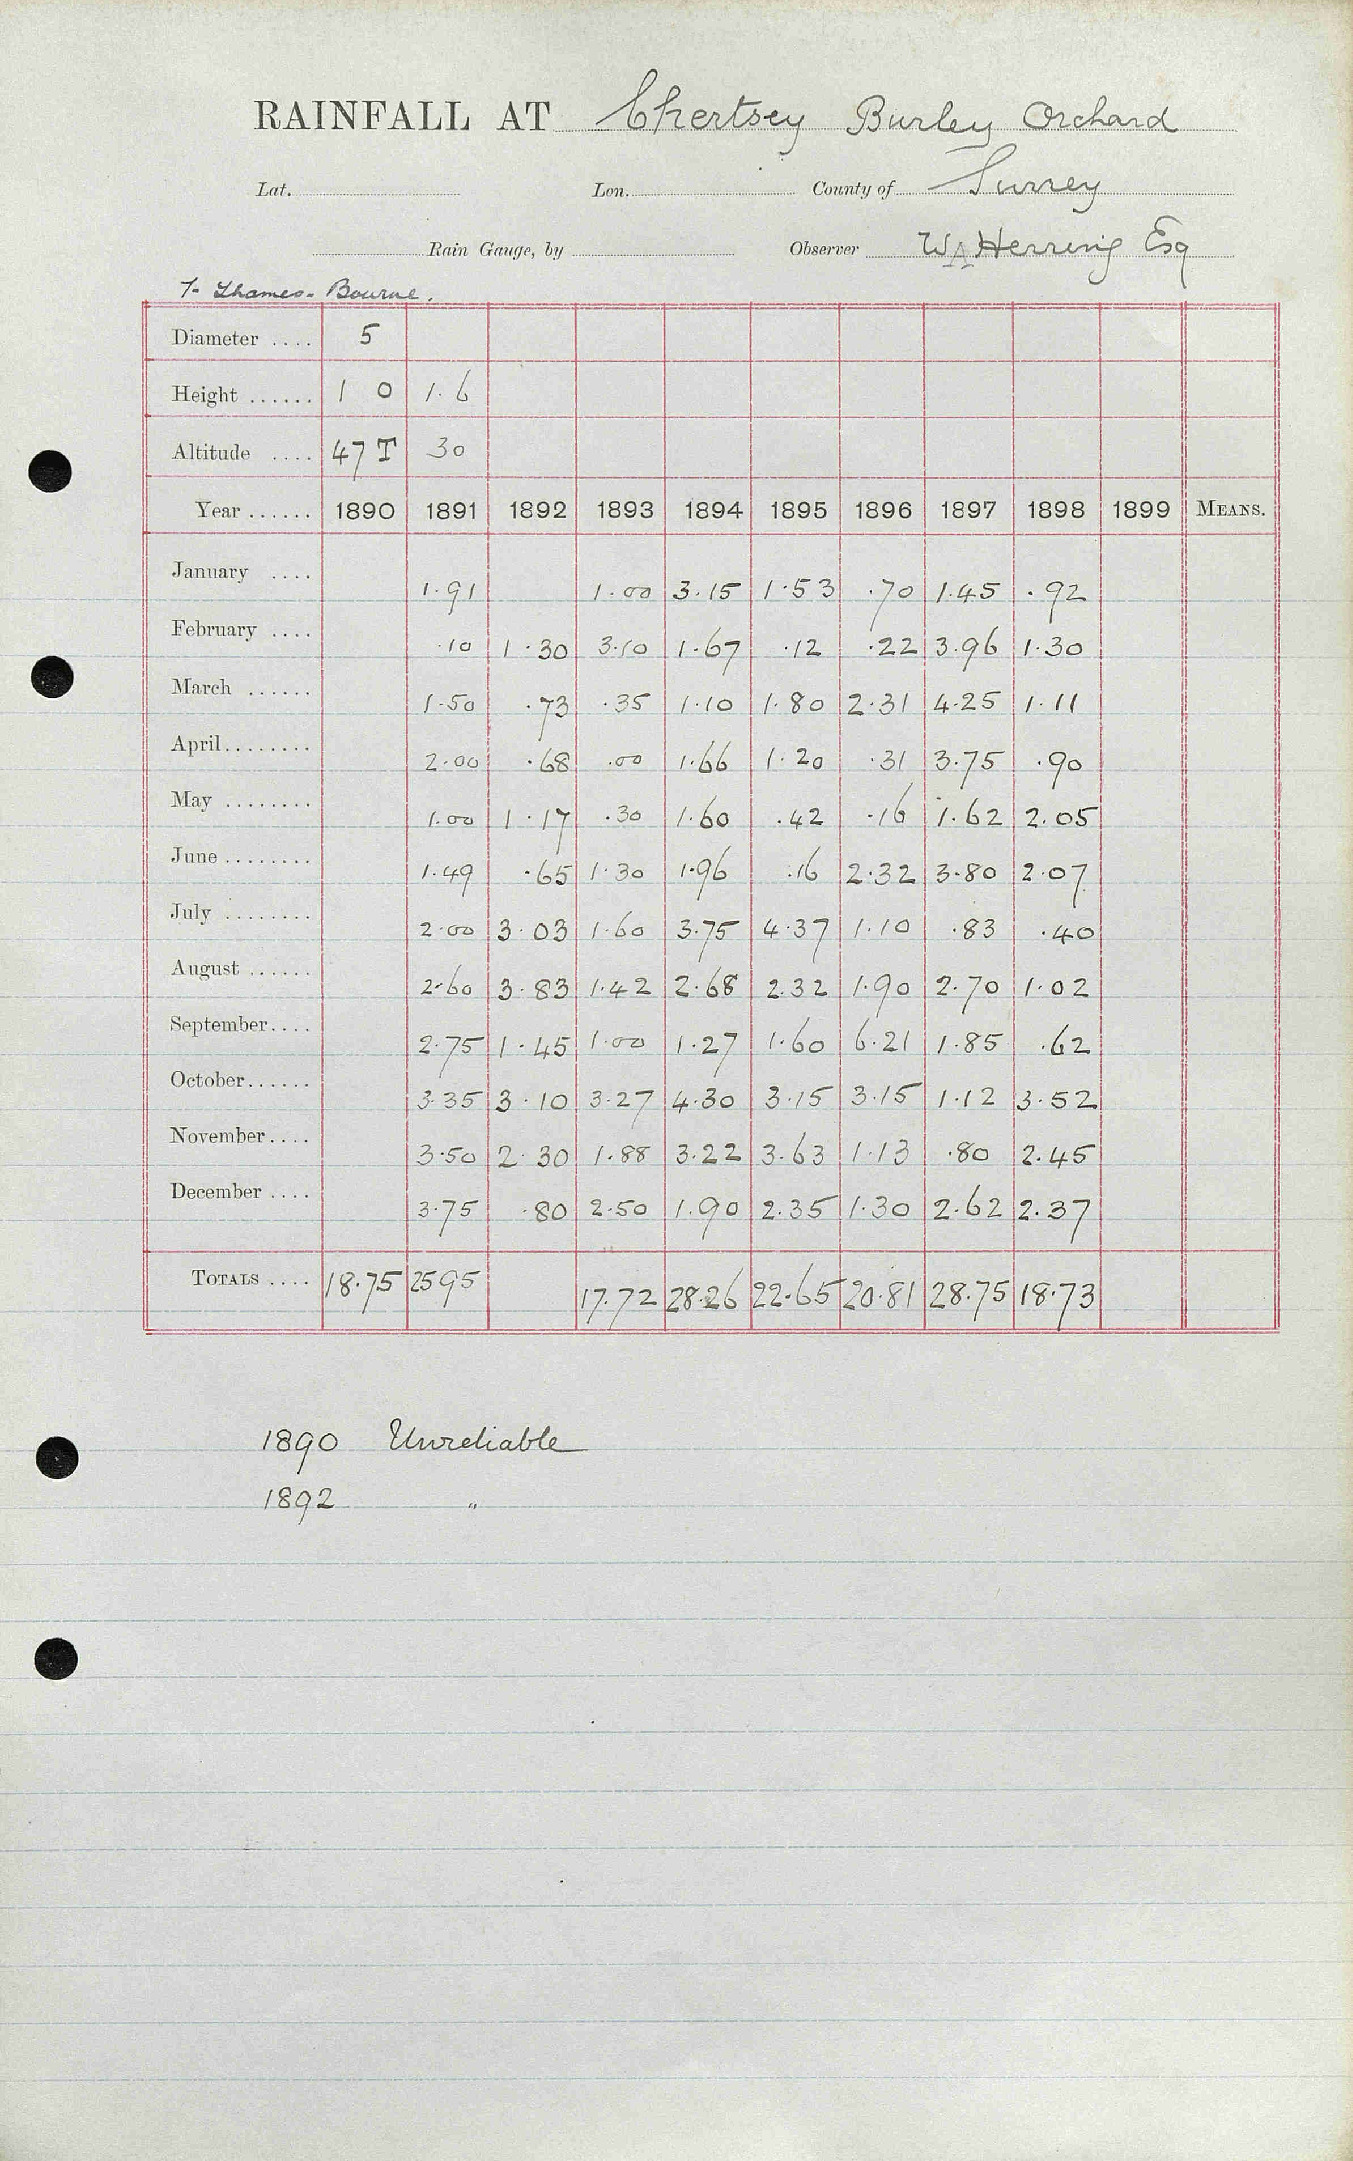 RAINFALL AT Chertsey Burley Orchard
Lat. Lon. County of Surrey
Rain Gauge, by Observer W A Herring Esq
T- Thames - Bourne.
Diameter .... 5
Height ...... 1 0 1.6
Altitude .... 47 T 30
Year ...... 1890 1891 1892 1893 1894 1895 1896 1897 1898 1899 MEANS.
January .... 1.91 1.00 3.15 1.53 .70 1.45 .92
February .... .10 1.30 3.10 1.67 .12 .22 3.96 1.30
March ...... 1.50 .73 .35 1.10 1.80 2.31 4.25 1.11
April ........ 2.00 .68 .00 1.66 1.20 .31 3.75 .90
May ........ 1.00 1.17 .30 1.60 .42 .16 1.62 2.05
June ........ 1.49 .65 1.30 1.96 .16 2.32 3.80 2.07
July ........ 2.00 3.03 1.60 3.75 4.37 1.10 .83 .40
August ...... 2.60 3.83 1.42 2.68 2.32 1.90 2.70 1.02
September .... 2.75 1.45 1.00 1.27 1.60 6.21 1.85 .62
October ...... 3.35 3.10 3.27 4.30 3.15 3.15 1.12 3.52
November .... 3.50 2.30 1.88 3.22 3.63 1.13 .80 2.45
December .... 3.75 .80 2.50 1.90 2.35 1.30 2.62 2.37
TOTALS .... 18.75 25 95 17.72 28.26 22.65 20.81 28.75 18.73
1890 Unreliable
1892 "